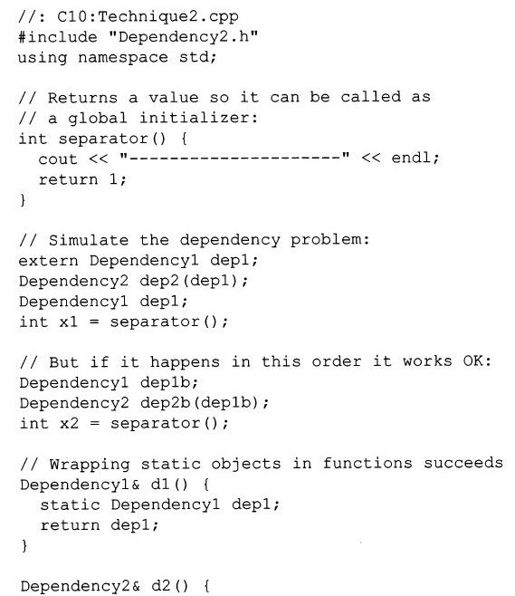 //: C10:Technique2.cpp
#include "Dependency2.h"
using namespace std;

// Returns a value so it can be called as
// a global initializer:
int separator() {
  cout << "---------------------" << endl;
  return 1;
}

// Simulate the dependency problem:
extern Dependency1 dep1;
Dependency2 dep2(dep1);
Dependency1 dep1;
int x1 = separator();

// But if it happens in this order it works OK:
Dependency1 dep1b;
Dependency2 dep2b(dep1b);
int x2 = separator();

// Wrapping static objects in functions succeeds
Dependency1& d1() {
  static Dependency1 dep1;
  return dep1;
}

Dependency2& d2() {